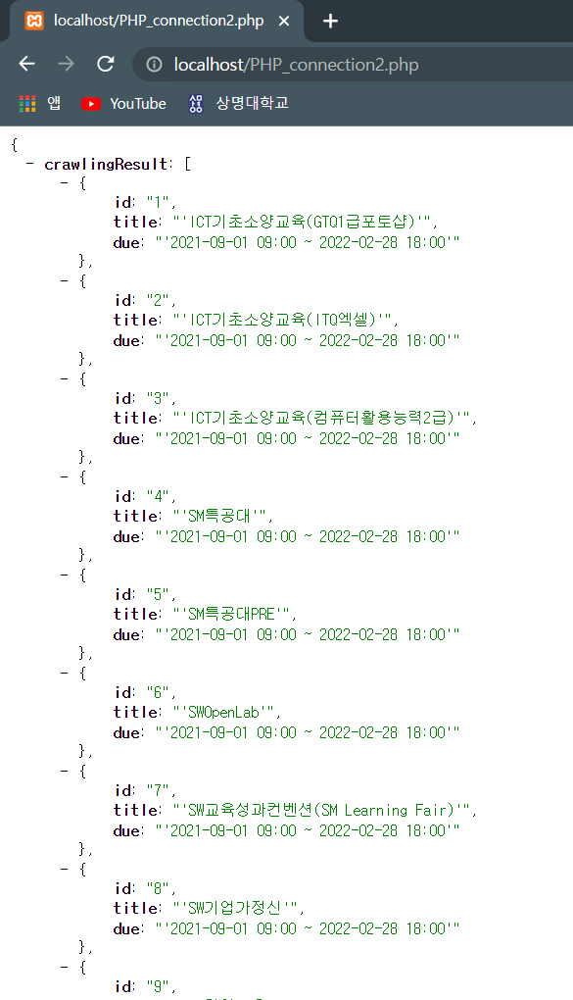 localhost/PHP_connection2.php
localhost/PHP_connection2.php
앱 YouTube 상명대학교
{
- crawlingResult: [
- {
id: "1",
title: "'ICT기초소양교육(GTQ1급포토샵)'",
due: "'2021-09-01 09:00 ~ 2022-02-28 18:00'"
},
- {
id: "2",
title: "'ICT기초소양교육(ITQ엑셀)'",
due: "'2021-09-01 09:00 ~ 2022-02-28 18:00'"
},
- {
id: "3",
title: "'ICT기초소양교육(컴퓨터활용능력2급)'",
due: "'2021-09-01 09:00 ~ 2022-02-28 18:00'"
},
- {
id: "4",
title: "'SM특공대'",
due: "'2021-09-01 09:00 ~ 2022-02-28 18:00'"
},
- {
id: "5",
title: "'SM특공대PRE'",
due: "'2021-09-01 09:00 ~ 2022-02-28 18:00'"
},
- {
id: "6",
title: "'SWOpenLab'",
due: "'2021-09-01 09:00 ~ 2022-02-28 18:00'"
},
- {
id: "7",
title: "'SW교육성과컨벤션(SM Learning Fair)'",
due: "'2021-09-01 09:00 ~ 2022-02-28 18:00'"
},
- {
id: "8",
title: "'SW기업가정신'",
due: "'2021-09-01 09:00 ~ 2022-02-28 18:00'"
},
- {
id: "9",